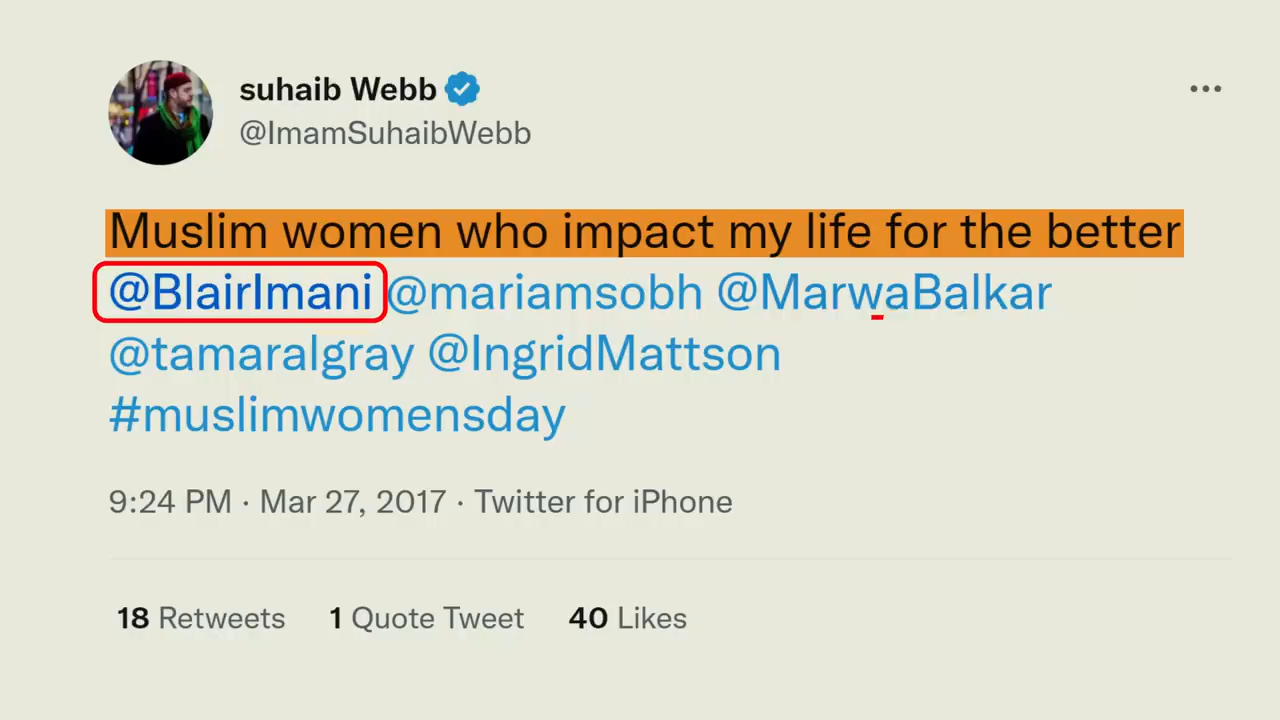 suhaib Webb
@ImamSuhaibWebb
Muslim women who impact my life for the better
@BlairImani @mariamsobh @MarwaBalkar
@tamaralgray @IngridMattson
#muslimwomensday
9:24 PM · Mar 27, 2017 · Twitter for iPhone
18 Retweets 1 Quote Tweet 40 Likes